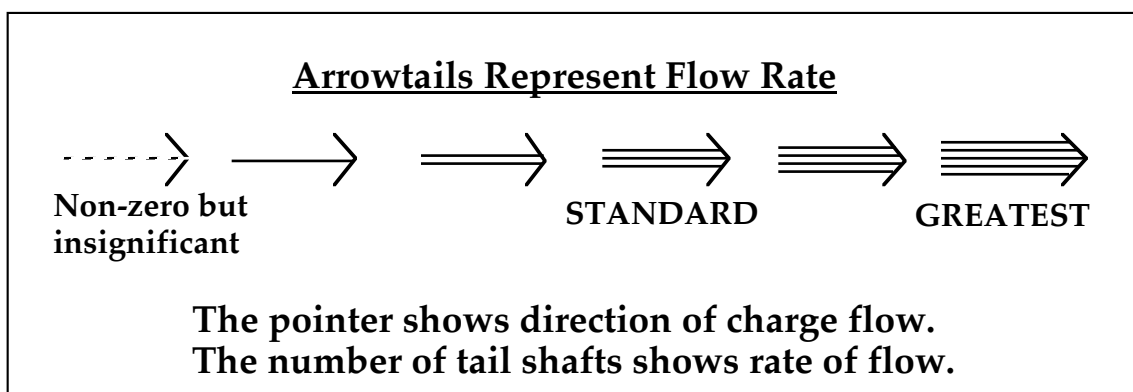 Arrowtails Represent Flow Rate
Non-zero but
insignificant
STANDARD
GREATEST
The pointer shows direction of charge flow.
The number of tail shafts shows rate of flow.